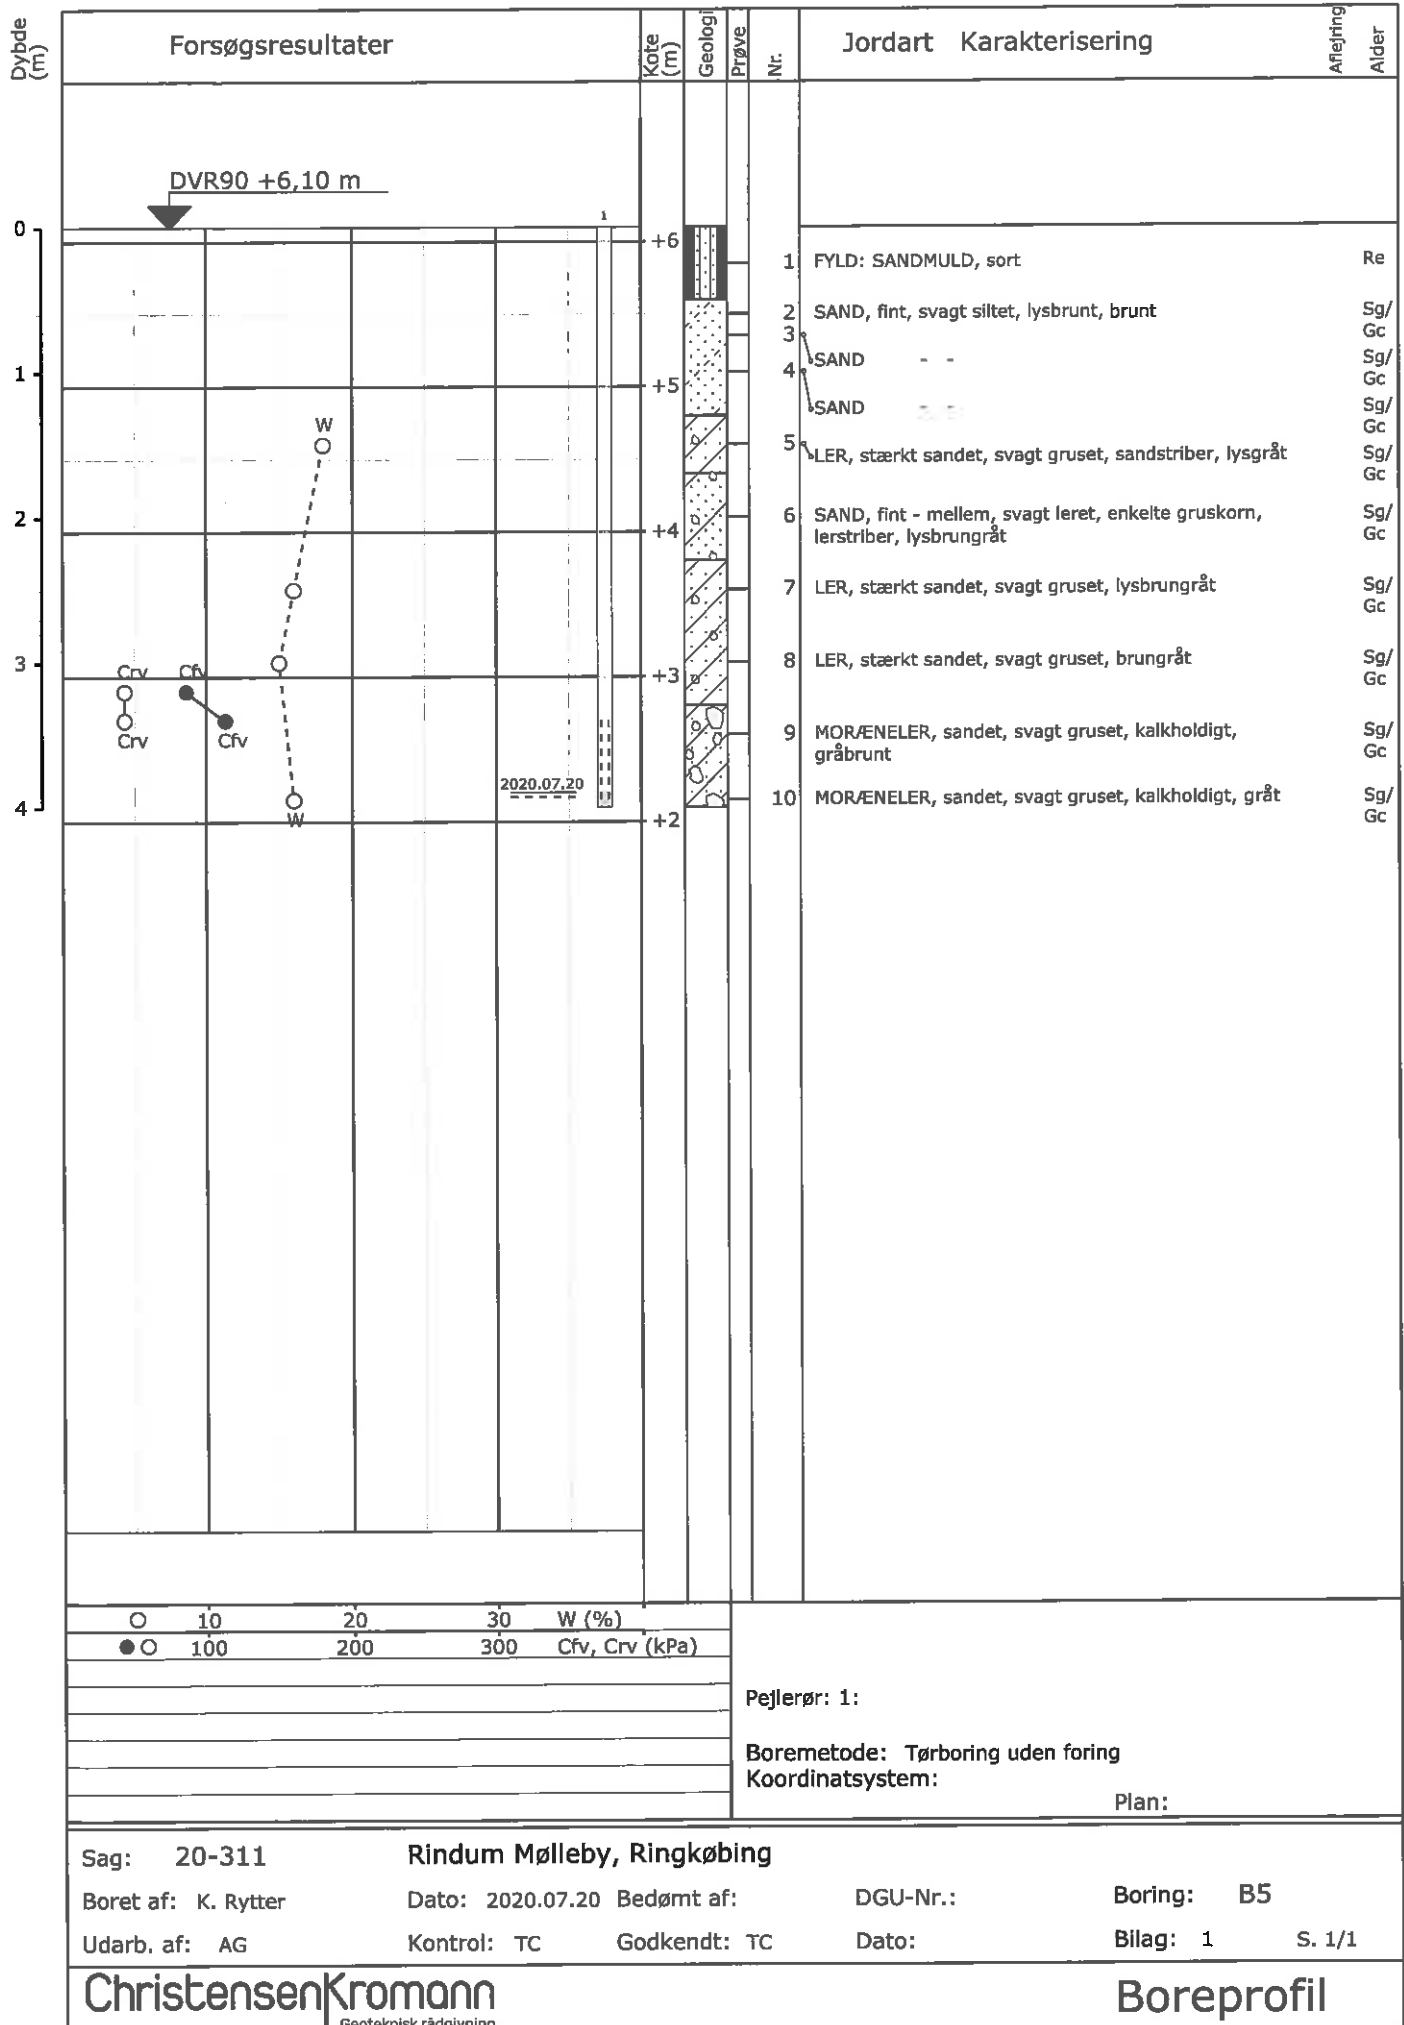 Dybde (m)
Forsøgsresultater
Kote (m)
Geologi
Prøve
Nr.
Jordart Karakterisering
Aflejring
Alder
DVR90 +6,10 m
1
0
+6
1 FYLD: SANDMULD, sort Re
2 SAND, fint, svagt siltet, lysbrunt, brunt Sg/
Gc
3
SAND - - Sg/
Gc
1
+5
4
SAND Sg/
Gc
W
5
LER, stærkt sandet, svagt gruset, sandstriber, lysgråt Sg/
Gc
2
+4
6 SAND, fint - mellem, svagt leret, enkelte gruskorn, Sg/
lerstriber, lysbrungråt Gc
7 LER, stærkt sandet, svagt gruset, lysbrungråt Sg/
Gc
3
Crv Cfv
+3
8 LER, stærkt sandet, svagt gruset, brungråt Sg/
Gc
Crv Cfv
9 MORÆNELER, sandet, svagt gruset, kalkholdigt, Sg/
gråbrunt Gc
2020.07.20
4
W
+2
10 MORÆNELER, sandet, svagt gruset, kalkholdigt, gråt Sg/
Gc
10 20 30 W (%)
100 200 300 Cfv, Crv (kPa)
Pejlerør: 1:
Boremetode: Tørboring uden foring
Koordinatsystem:
Plan:
Sag: 20-311 Rindum Mølleby, Ringkøbing
Boret af: K. Rytter Dato: 2020.07.20 Bedømt af: DGU-Nr.: Boring: B5
Udarb. af: AG Kontrol: TC Godkendt: TC Dato: Bilag: 1 S. 1/1
ChristensenKromann
Geoteknisk rådgivning
Boreprofil